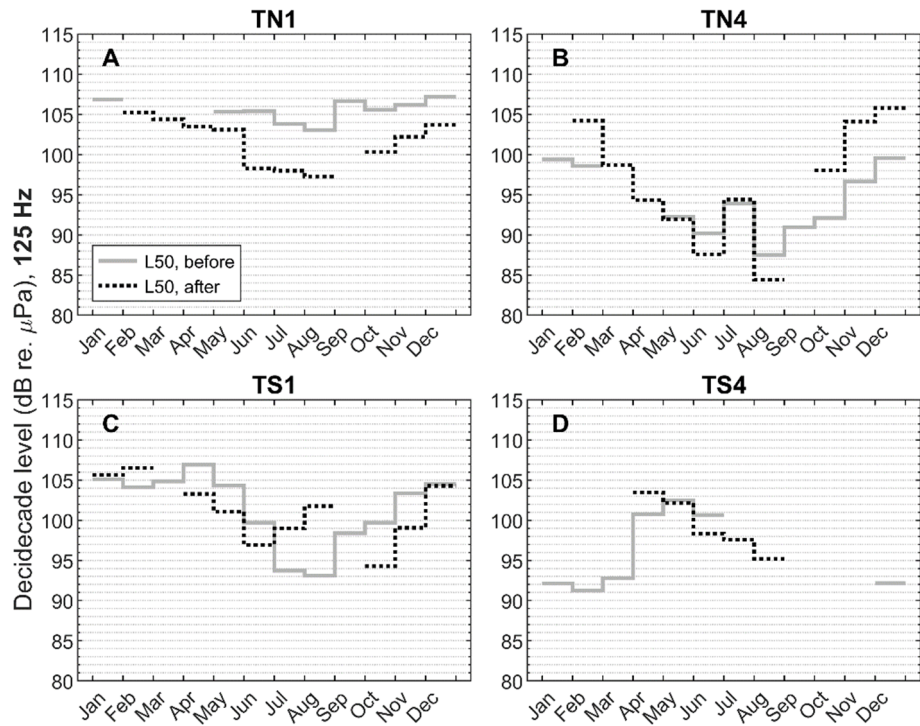 TN1
TN4
A
B
115
110
105
100
95
90
85
80
115
110
105
100
95
90
85
80
L50, before
L50, after
Jan Feb Mar Apr May Jun Jul Aug Sep Oct Nov Dec
Jan Feb Mar Apr May Jun Jul Aug Sep Oct Nov Dec
Decidecade level (dB re. μPa), 125 Hz
TS1
TS4
C
D
115
110
105
100
95
90
85
80
115
110
105
100
95
90
85
80
Jan Feb Mar Apr May Jun Jul Aug Sep Oct Nov Dec
Jan Feb Mar Apr May Jun Jul Aug Sep Oct Nov Dec